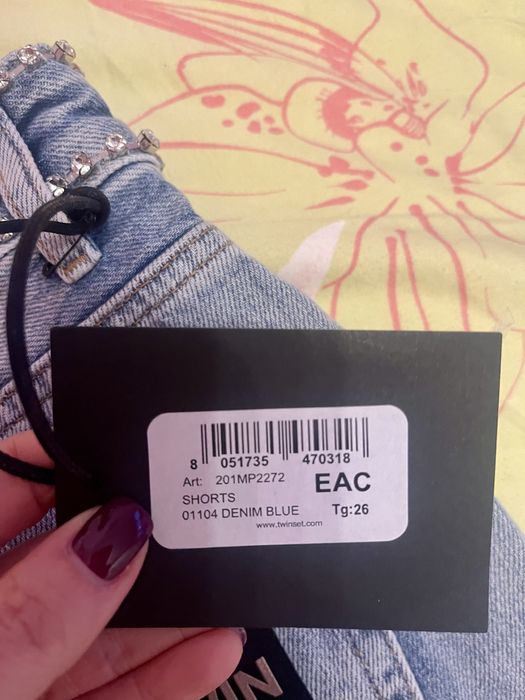 8 051735 470318
Art: 201MP2272
EAC
SHORTS
01104 DENIM BLUE Tg:26
www.twinset.com